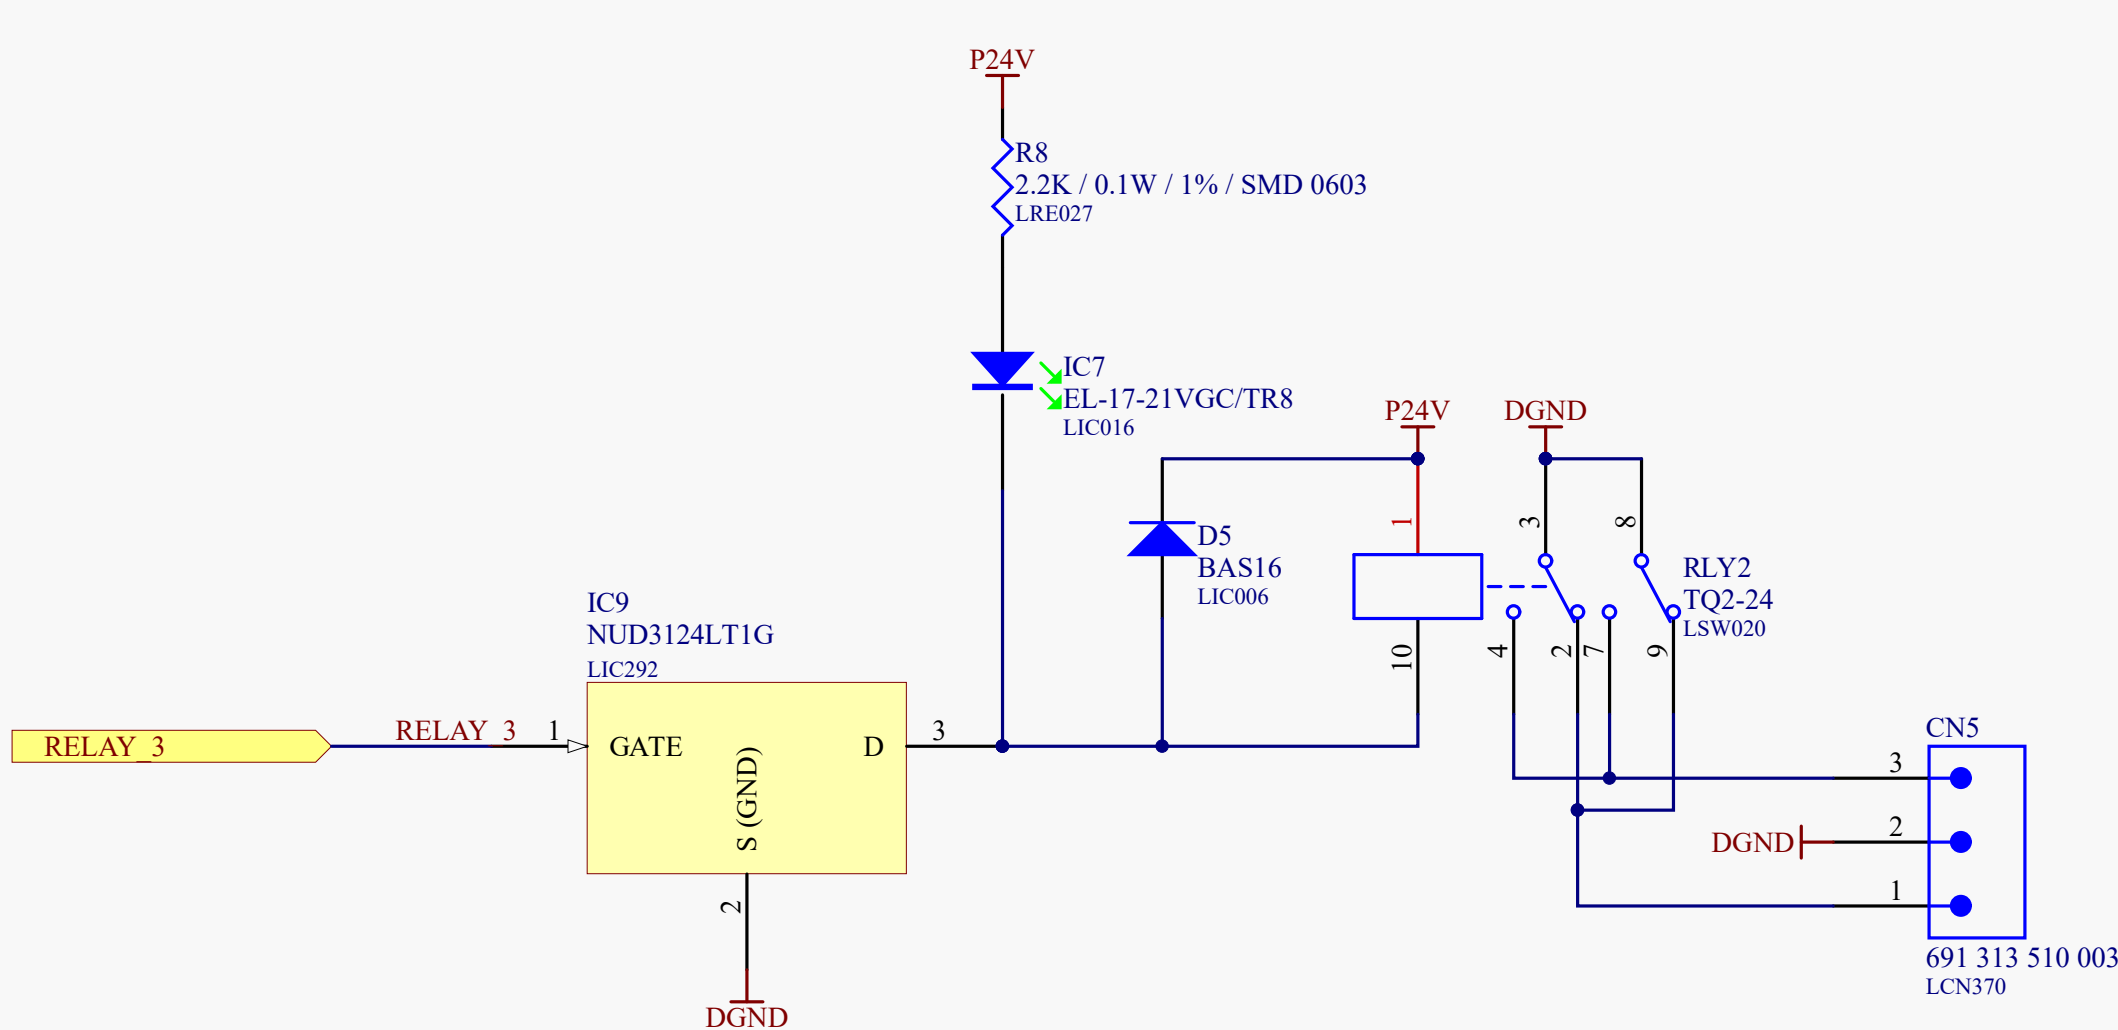 P24V
R8
2.2K / 0.1W / 1% / SMD 0603
LRE027
IC7
EL-17-21VGC/TR8
LIC016
P24V
DGND
1
3
8
D5
BAS16
LIC006
RLY2
TQ2-24
LSW020
10
4
2
7
9
IC9
NUD3124LT1G
LIC292
RELAY_3
RELAY_3
1
GATE
D
3
S (GND)
2
DGND
CN5
3
DGND
2
1
691 313 510 003
LCN370